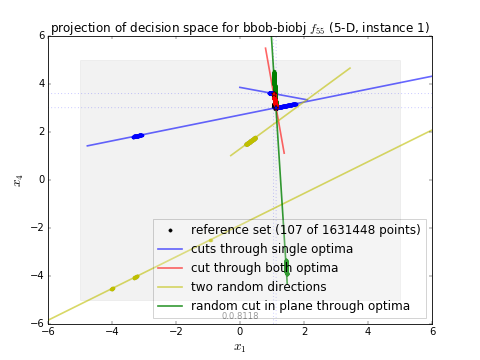 projection of decision space for bbob-biobj f₅₅ (5-D, instance 1)
6
4
2
0
−2
−4
−6
x₄
reference set (107 of 1631448 points)
cuts through single optima
cut through both optima
two random directions
random cut in plane through optima
0.0.8118
−6 −4 −2 0 2 4 6
x₁